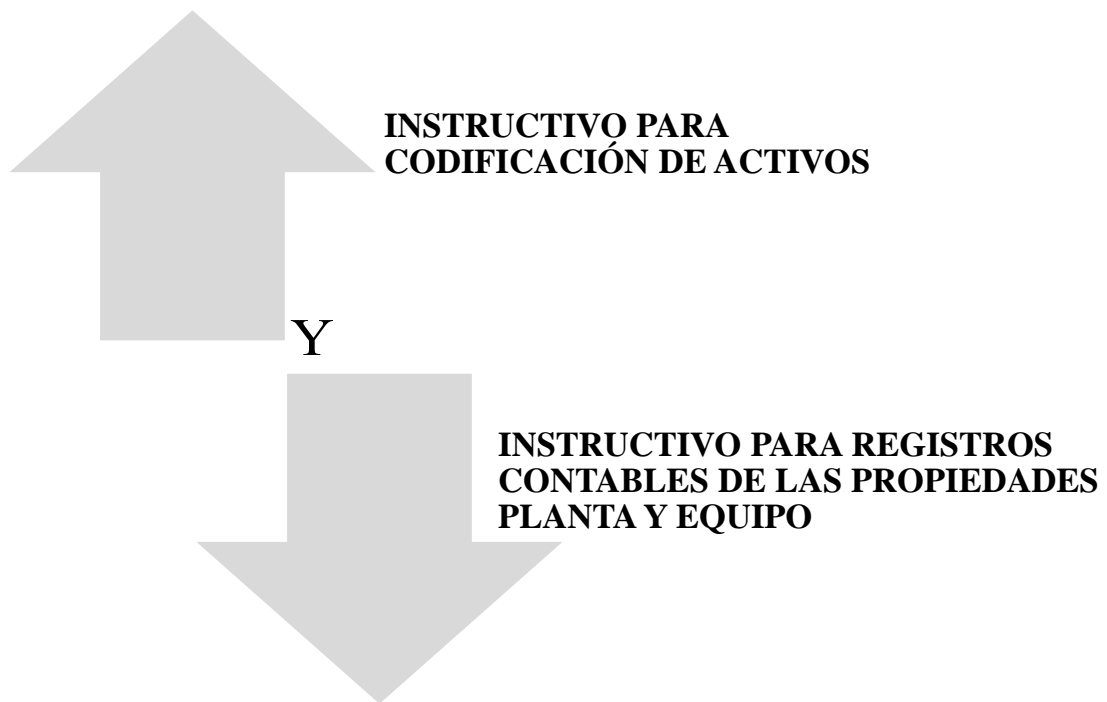 INSTRUCTIVO PARA
CODIFICACIÓN DE ACTIVOS
Y
INSTRUCTIVO PARA REGISTROS
CONTABLES DE LAS PROPIEDADES
PLANTA Y EQUIPO